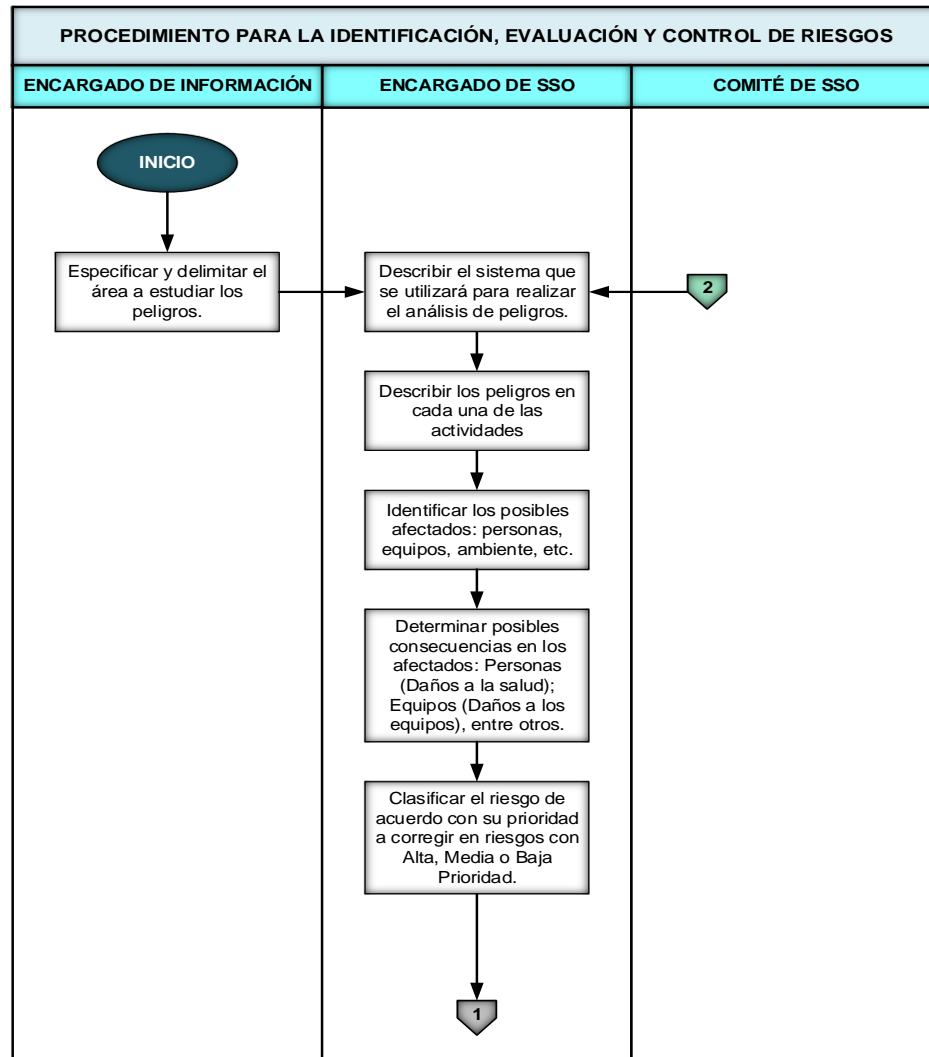 PROCEDIMIENTO PARA LA IDENTIFICACIÓN, EVALUACIÓN Y CONTROL DE RIESGOS
ENCARGADO DE INFORMACIÓN
ENCARGADO DE SSO
COMITÉ DE SSO
INICIO
Especificar y delimitar el
área a estudiar los
peligros.
Describir el sistema que
se utilizará para realizar
el análisis de peligros.
2
Describir los peligros en
cada una de las
actividades
Identificar los posibles
afectados: personas,
equipos, ambiente, etc.
Determinar posibles
consecuencias en los
afectados: Personas
(Daños a la salud);
Equipos (Daños a los
equipos), entre otros.
Clasificar el riesgo de
acuerdo con su prioridad
a corregir en riesgos con
Alta, Media o Baja
Prioridad.
1